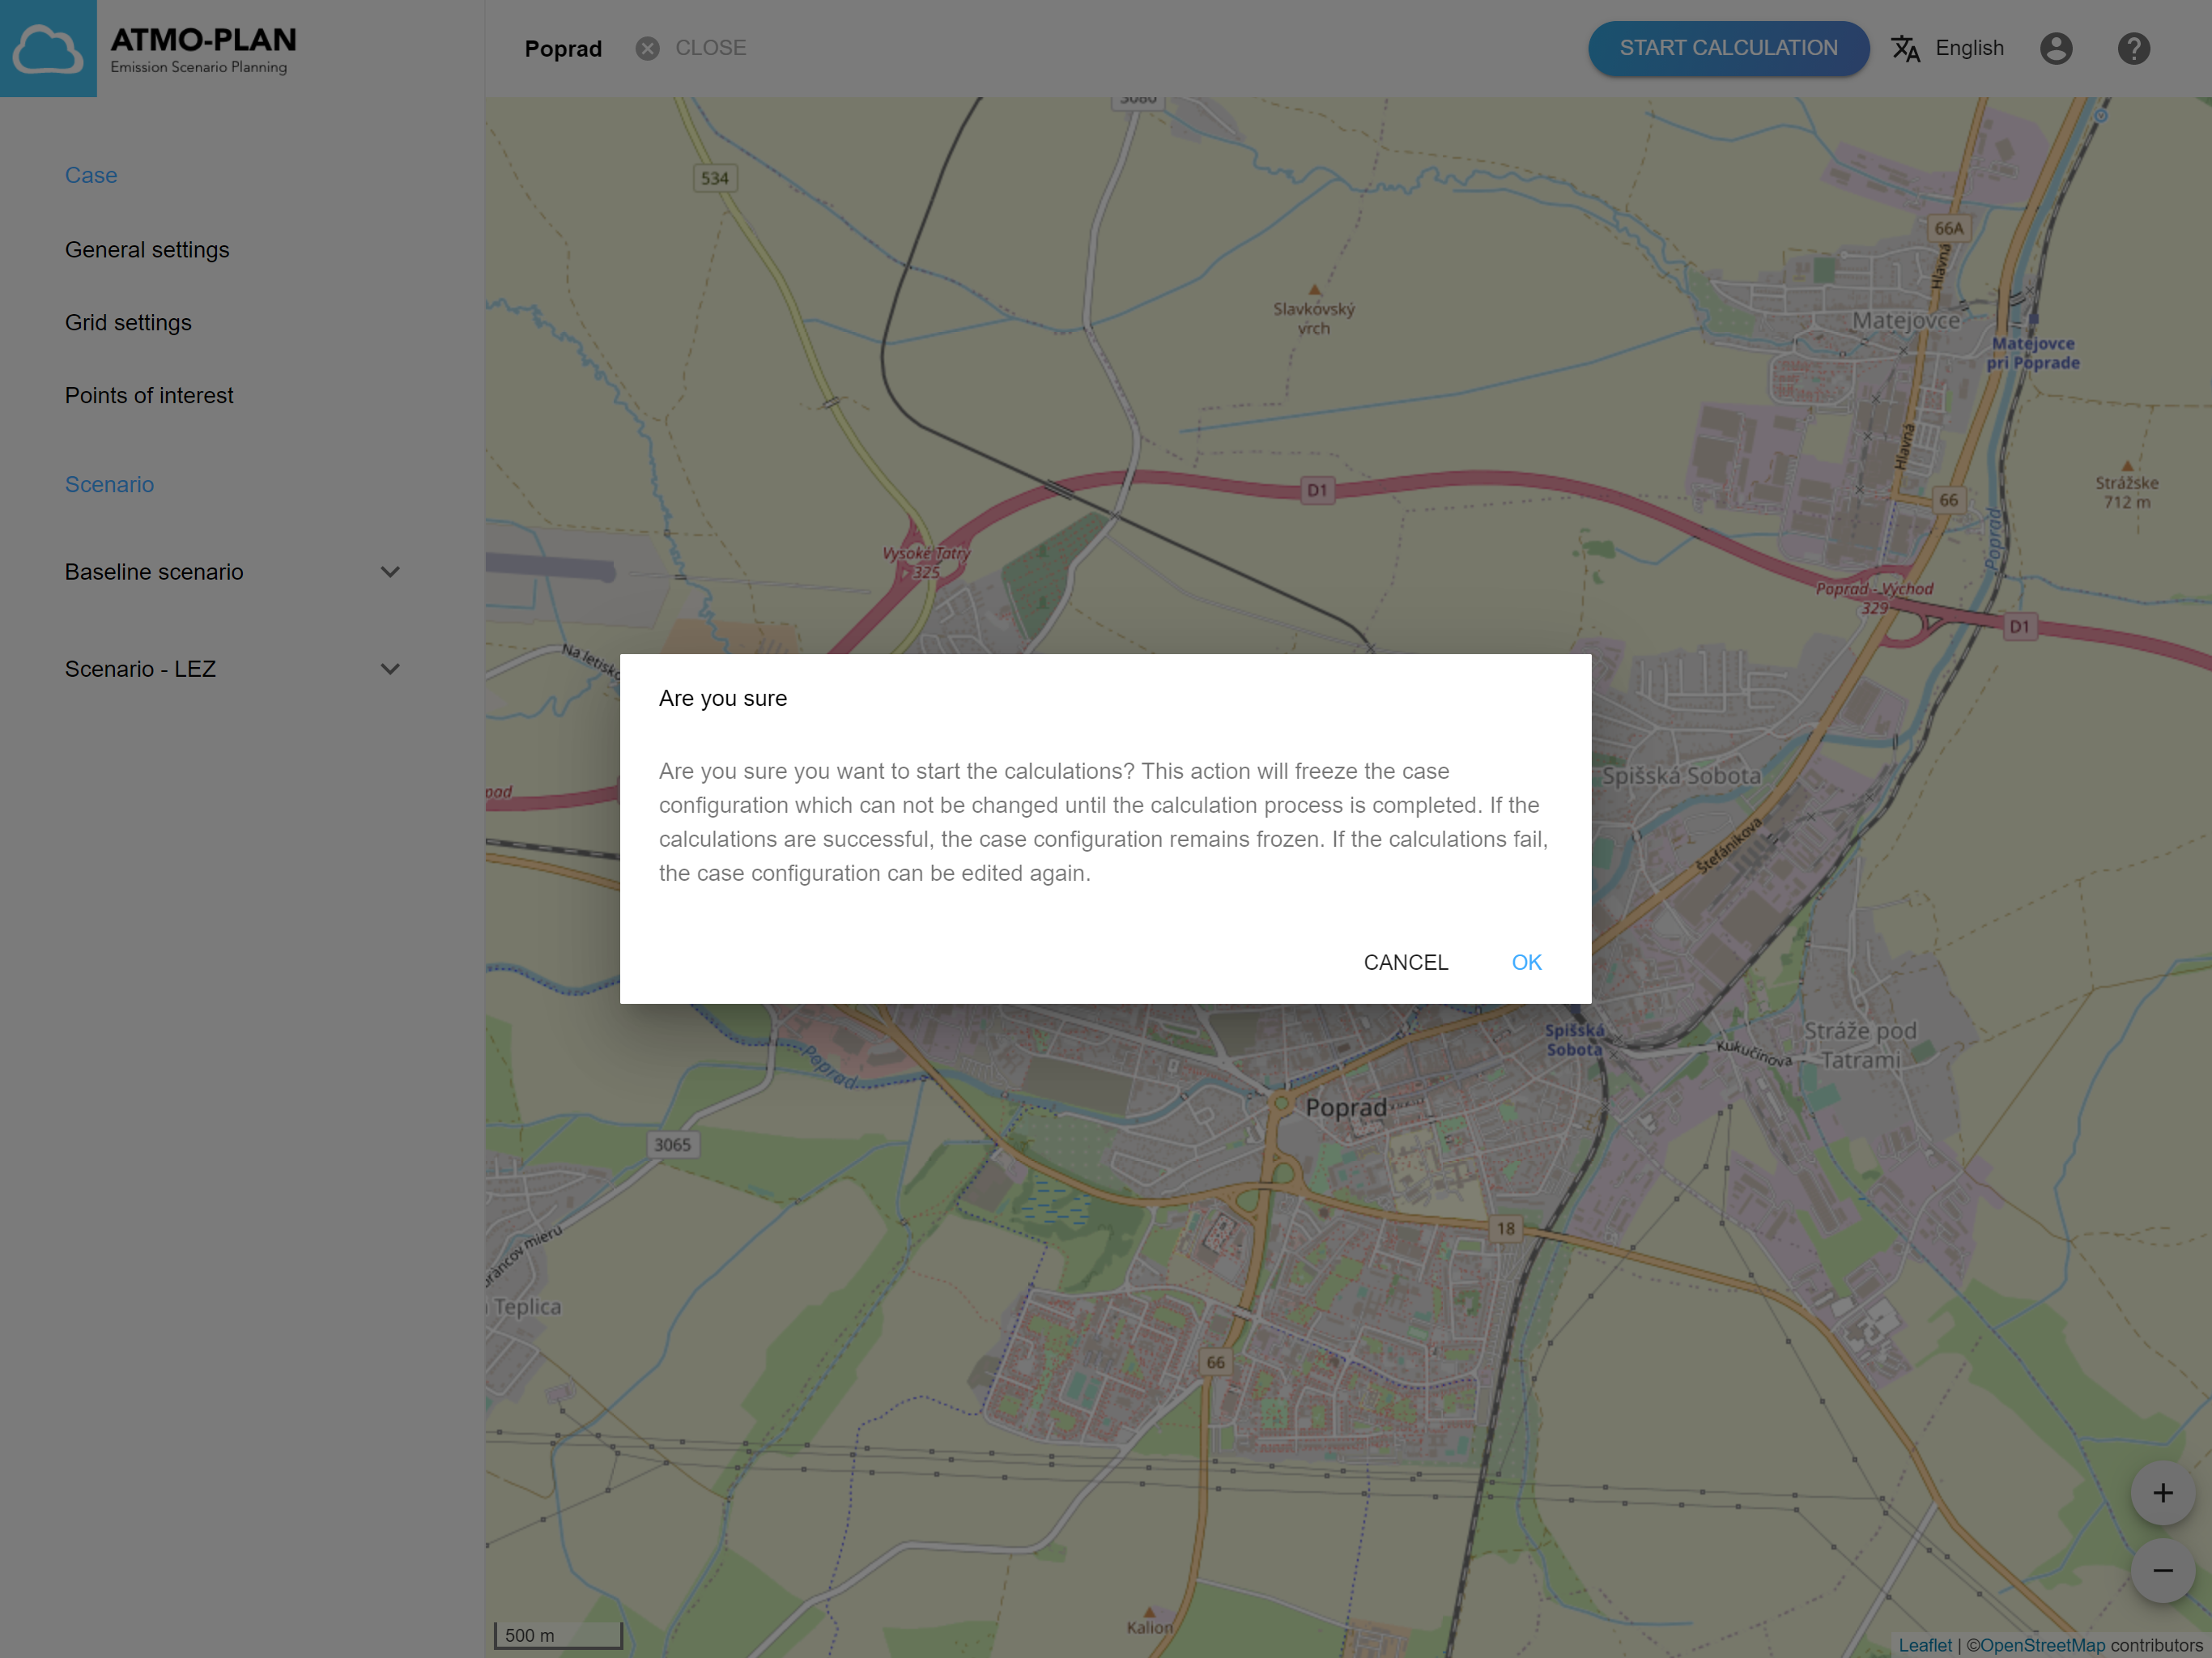 ATMO-PLAN
Emission Scenario Planning
Poprad
CLOSE
START CALCULATION
English
Case
General settings
Grid settings
Points of interest
Scenario
Baseline scenario
Scenario - LEZ
3080
534
Slavkovský
vrch
66A
Hlavná
Matejovce
Matejovce
pri Poprade
Hlavná
D1
66
Strážske
712 m
Poprad
Vysoké Tatry
325
Poprad - Východ
329
D1
Na letisko
Are you sure
Are you sure you want to start the calculations? This action will freeze the case
configuration which can not be changed until the calculation process is completed. If the
calculations are successful, the case configuration remains frozen. If the calculations fail,
the case configuration can be edited again.
CANCEL
OK
pod
Spišská Sobota
Štefánikova
Spišská
Sobota
Kukučínova
Stráže pod
Tatrami
Poprad
Poprad
3065
18
Teplica
66
Kalion
500 m
+
−
Leaflet | ©OpenStreetMap contributors